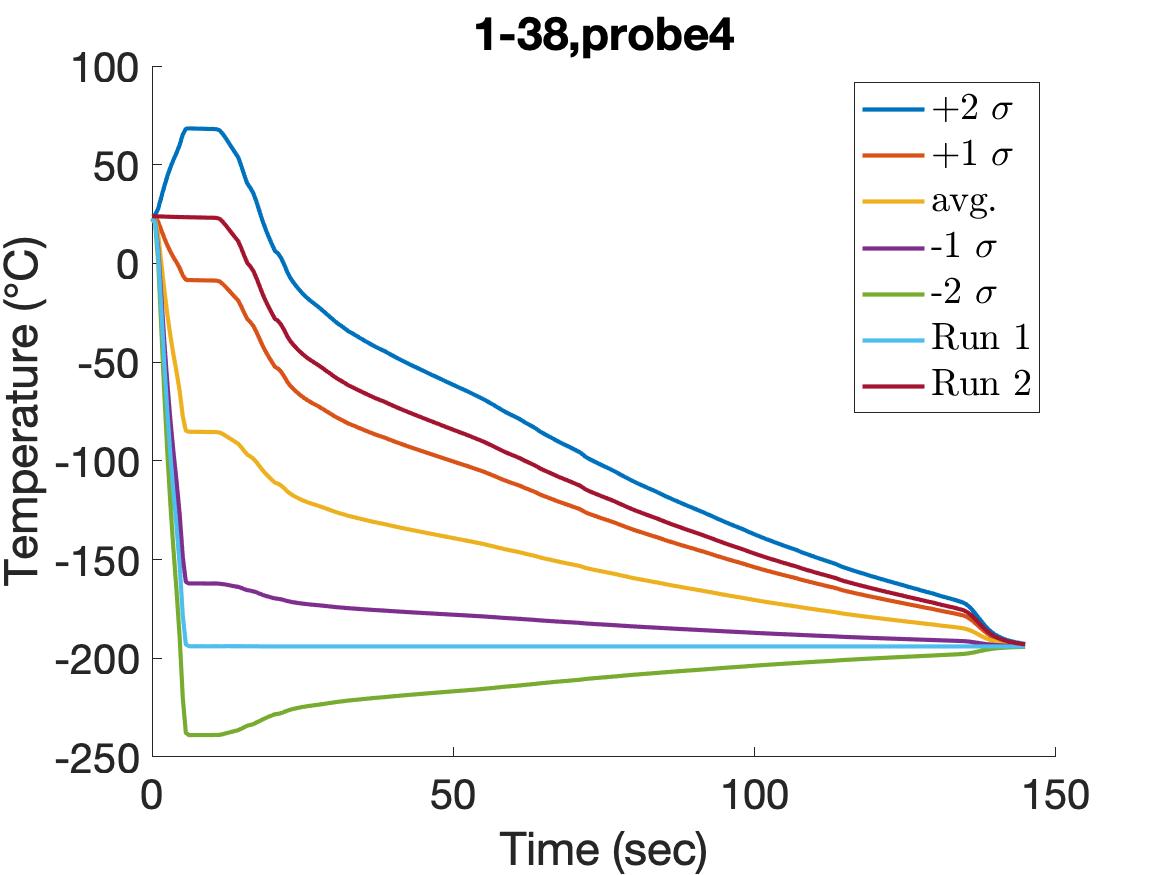 1-38,probe4
100
50
0
-50
-100
-150
-200
-250
Temperature (°C)
+2 σ
+1 σ
avg.
-1 σ
-2 σ
Run 1
Run 2
0
50
100
150
Time (sec)